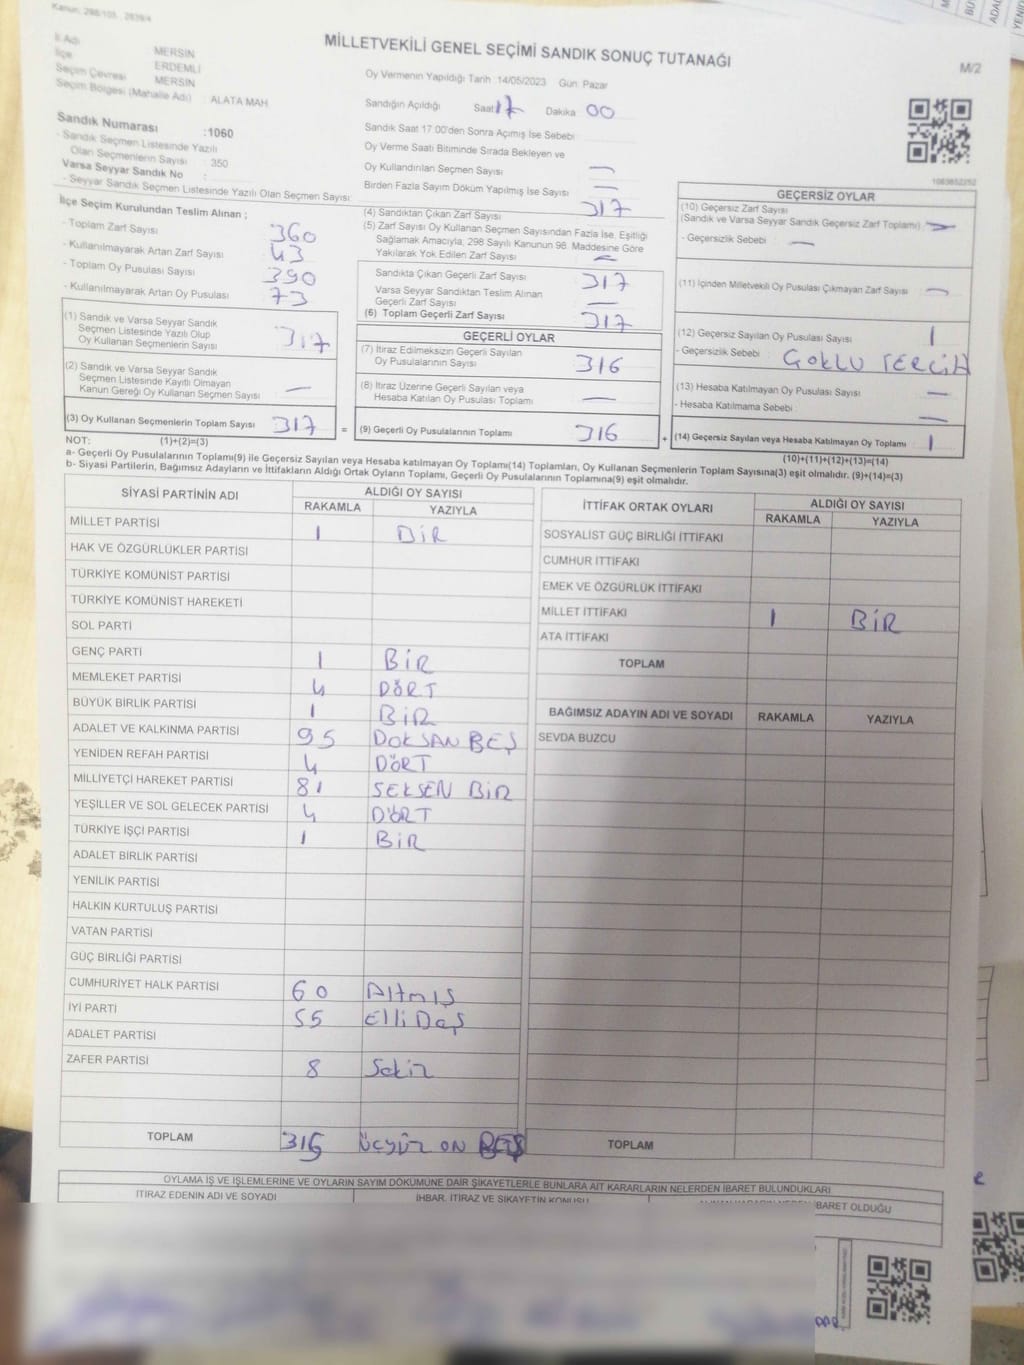 Kanun: 298/105 , 2839/4
MİLLETVEKİLİ GENEL SEÇİMİ SANDIK SONUÇ TUTANAĞI
M/2
İl Adı MERSİN
İlçe ERDEMLİ
Seçim Çevresi MERSİN
Seçim Bölgesi (Mahalle Adı) : ALATA MAH
Sandık Numarası :1060
- Sandık Seçmen Listesinde Yazılı
Olan Seçmenlerin Sayısı : 350
Varsa Seyyar Sandık No :
- Seyyar Sandık Seçmen Listesinde Yazılı Olan Seçmen Sayısı:
Oy Vermenin Yapıldığı Tarih 14/05/2023 Gün: Pazar
Sandığın Açıldığı Saat 17 Dakika 00
Sandık Saat 17:00'den Sonra Açılmış İse Sebebi
Oy Verme Saati Bitiminde Sırada Bekleyen ve
Oy Kullandırılan Seçmen Sayısı —
Birden Fazla Sayım Döküm Yapılmış İse Sayısı —
1083852252
İlçe Seçim Kurulundan Teslim Alınan ;
- Toplam Zarf Sayısı 360
- Kullanılmayarak Artan Zarf Sayısı 43
- Toplam Oy Pusulası Sayısı 390
- Kullanılmayarak Artan Oy Pusulası 73
(1) Sandık ve Varsa Seyyar Sandık
Seçmen Listesinde Yazılı Olup
Oy Kullanan Seçmenlerin Sayısı 317
(2) Sandık ve Varsa Seyyar Sandık
Seçmen Listesinde Kayıtlı Olmayan
Kanun Gereği Oy Kullanan Seçmen Sayısı —
(3) Oy Kullanan Seçmenlerin Toplam Sayısı 317
(4) Sandıktan Çıkan Zarf Sayısı 317
(5) Zarf Sayısı Oy Kullanan Seçmen Sayısından Fazla İse, Eşitliği
Sağlamak Amacıyla, 298 Sayılı Kanunun 98. Maddesine Göre
Yakılarak Yok Edilen Zarf Sayısı —
Sandıkta Çıkan Geçerli Zarf Sayısı 317
Varsa Seyyar Sandıktan Teslim Alınan
Geçerli Zarf Sayısı —
(6) Toplam Geçerli Zarf Sayısı 317
GEÇERLİ OYLAR
(7) İtiraz Edilmeksizin Geçerli Sayılan
Oy Pusulalarının Sayısı 316
(8) İtiraz Üzerine Geçerli Sayılan veya
Hesaba Katılan Oy Pusulası Toplamı —
= (9) Geçerli Oy Pusulalarının Toplamı 316
GEÇERSİZ OYLAR
(10) Geçersiz Zarf Sayısı
(Sandık ve Varsa Seyyar Sandık Geçersiz Zarf Toplamı) —
- Geçersizlik Sebebi —
(11) İçinden Milletvekili Oy Pusulası Çıkmayan Zarf Sayısı —
(12) Geçersiz Sayılan Oy Pusulası Sayısı 1
- Geçersizlik Sebebi ÇOKLU TERCİH
(13) Hesaba Katılmayan Oy Pusulası Sayısı —
- Hesaba Katılmama Sebebi : —
+ (14) Geçersiz Sayılan veya Hesaba Katılmayan Oy Toplamı 1
NOT: (1)+(2)=(3)
(10)+(11)+(12)+(13)=(14)
a- Geçerli Oy Pusulalarının Toplamı(9) ile Geçersiz Sayılan veya Hesaba katılmayan Oy Toplamı(14) Toplamları, Oy Kullanan Seçmenlerin Toplam Sayısına(3) eşit olmalıdır. (9)+(14)=(3)
b- Siyasi Partilerin, Bağımsız Adayların ve İttifakların Aldığı Ortak Oyların Toplamı, Geçerli Oy Pusulalarının Toplamına(9) eşit olmalıdır.
SİYASİ PARTİNİN ADI ALDIĞI OY SAYISI
RAKAMLA YAZIYLA
MİLLET PARTİSİ 1 BİR
HAK VE ÖZGÜRLÜKLER PARTİSİ
TÜRKİYE KOMÜNİST PARTİSİ
TÜRKİYE KOMÜNİST HAREKETİ
SOL PARTİ
GENÇ PARTİ 1 BİR
MEMLEKET PARTİSİ 4 DÖRT
BÜYÜK BİRLİK PARTİSİ 1 BİR
ADALET VE KALKINMA PARTİSİ 95 DOKSAN BEŞ
YENİDEN REFAH PARTİSİ 4 DÖRT
MİLLİYETÇİ HAREKET PARTİSİ 81 SEKSEN BİR
YEŞİLLER VE SOL GELECEK PARTİSİ 4 DÖRT
TÜRKİYE İŞÇİ PARTİSİ 1 BİR
ADALET BİRLİK PARTİSİ
YENİLİK PARTİSİ
HALKIN KURTULUŞ PARTİSİ
VATAN PARTİSİ
GÜÇ BİRLİĞİ PARTİSİ
CUMHURİYET HALK PARTİSİ 60 Altmış
İYİ PARTİ 55 Elli Beş
ADALET PARTİSİ
ZAFER PARTİSİ 8 Sekiz
TOPLAM 315 ÜÇYÜZ ON BEŞ
İTTİFAK ORTAK OYLARI ALDIĞI OY SAYISI
RAKAMLA YAZIYLA
SOSYALİST GÜÇ BİRLİĞİ İTTİFAKI
CUMHUR İTTİFAKI
EMEK VE ÖZGÜRLÜK İTTİFAKI
MİLLET İTTİFAKI 1 BİR
ATA İTTİFAKI
TOPLAM
BAĞIMSIZ ADAYIN ADI VE SOYADI RAKAMLA YAZIYLA
SEVDA BUZCU
TOPLAM
OYLAMA İŞ VE İŞLEMLERİNE VE OYLARIN SAYIM DÖKÜMÜNE DAİR ŞİKAYETLERLE BUNLARA AİT KARARLARIN NELERDEN İBARET BULUNDUKLARI
İTİRAZ EDENİN ADI VE SOYADI İHBAR, İTİRAZ VE ŞİKAYETİN KONUSU İBARET OLDUĞU